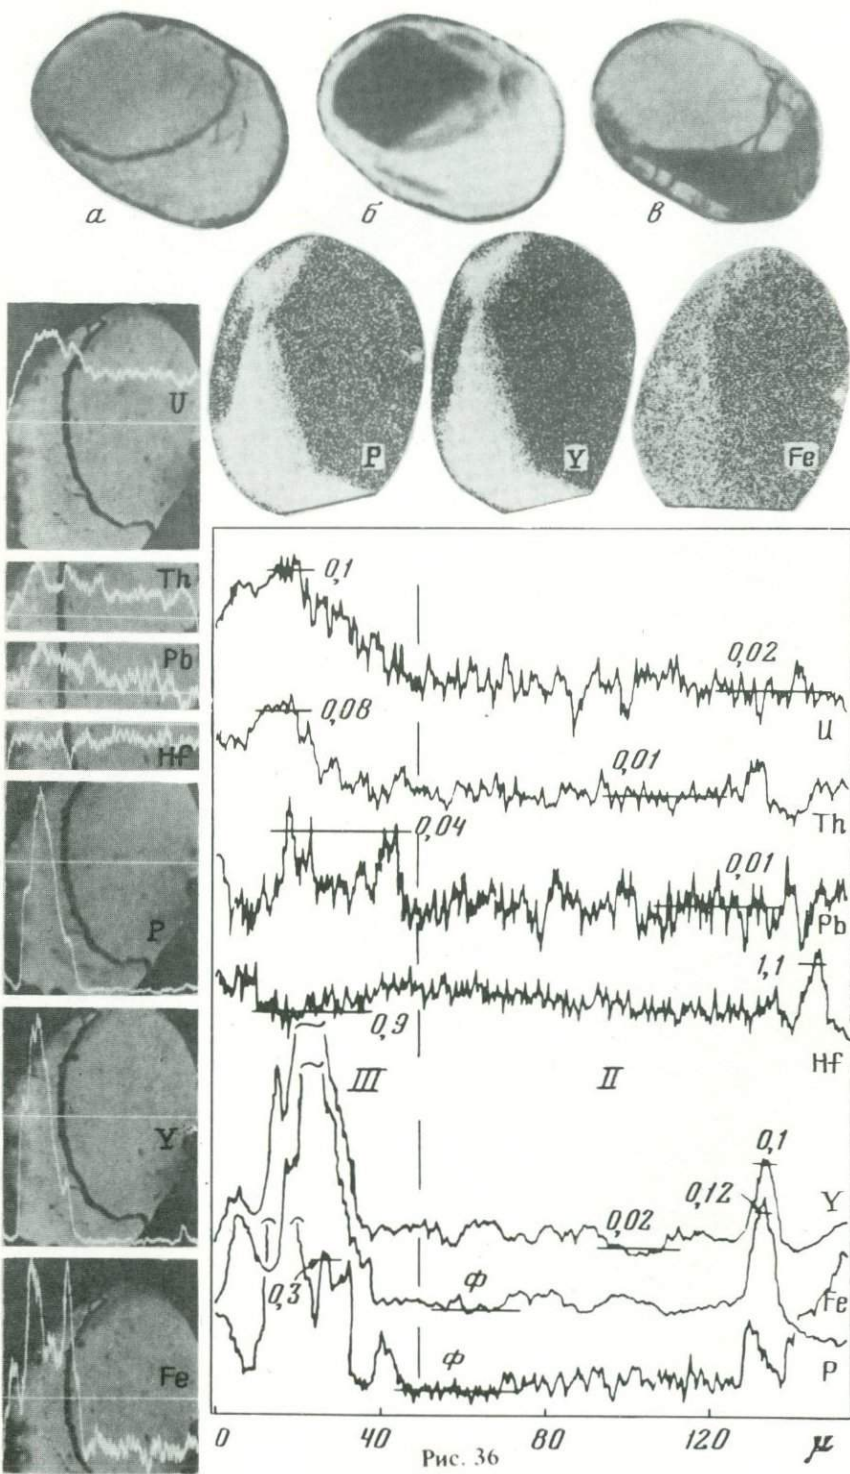 а б в
P Y Fe
U
Th
Pb
Hf
P
Y
Fe
0,1
0,02
U
0,08
0,01
Th
0,04
0,01
Pb
1,1
0,9
Hf
III II
0,1
0,12
0,02
Y
Ф
Fe
0,3
Ф
P
0 40 80 120 μ
Рис. 36